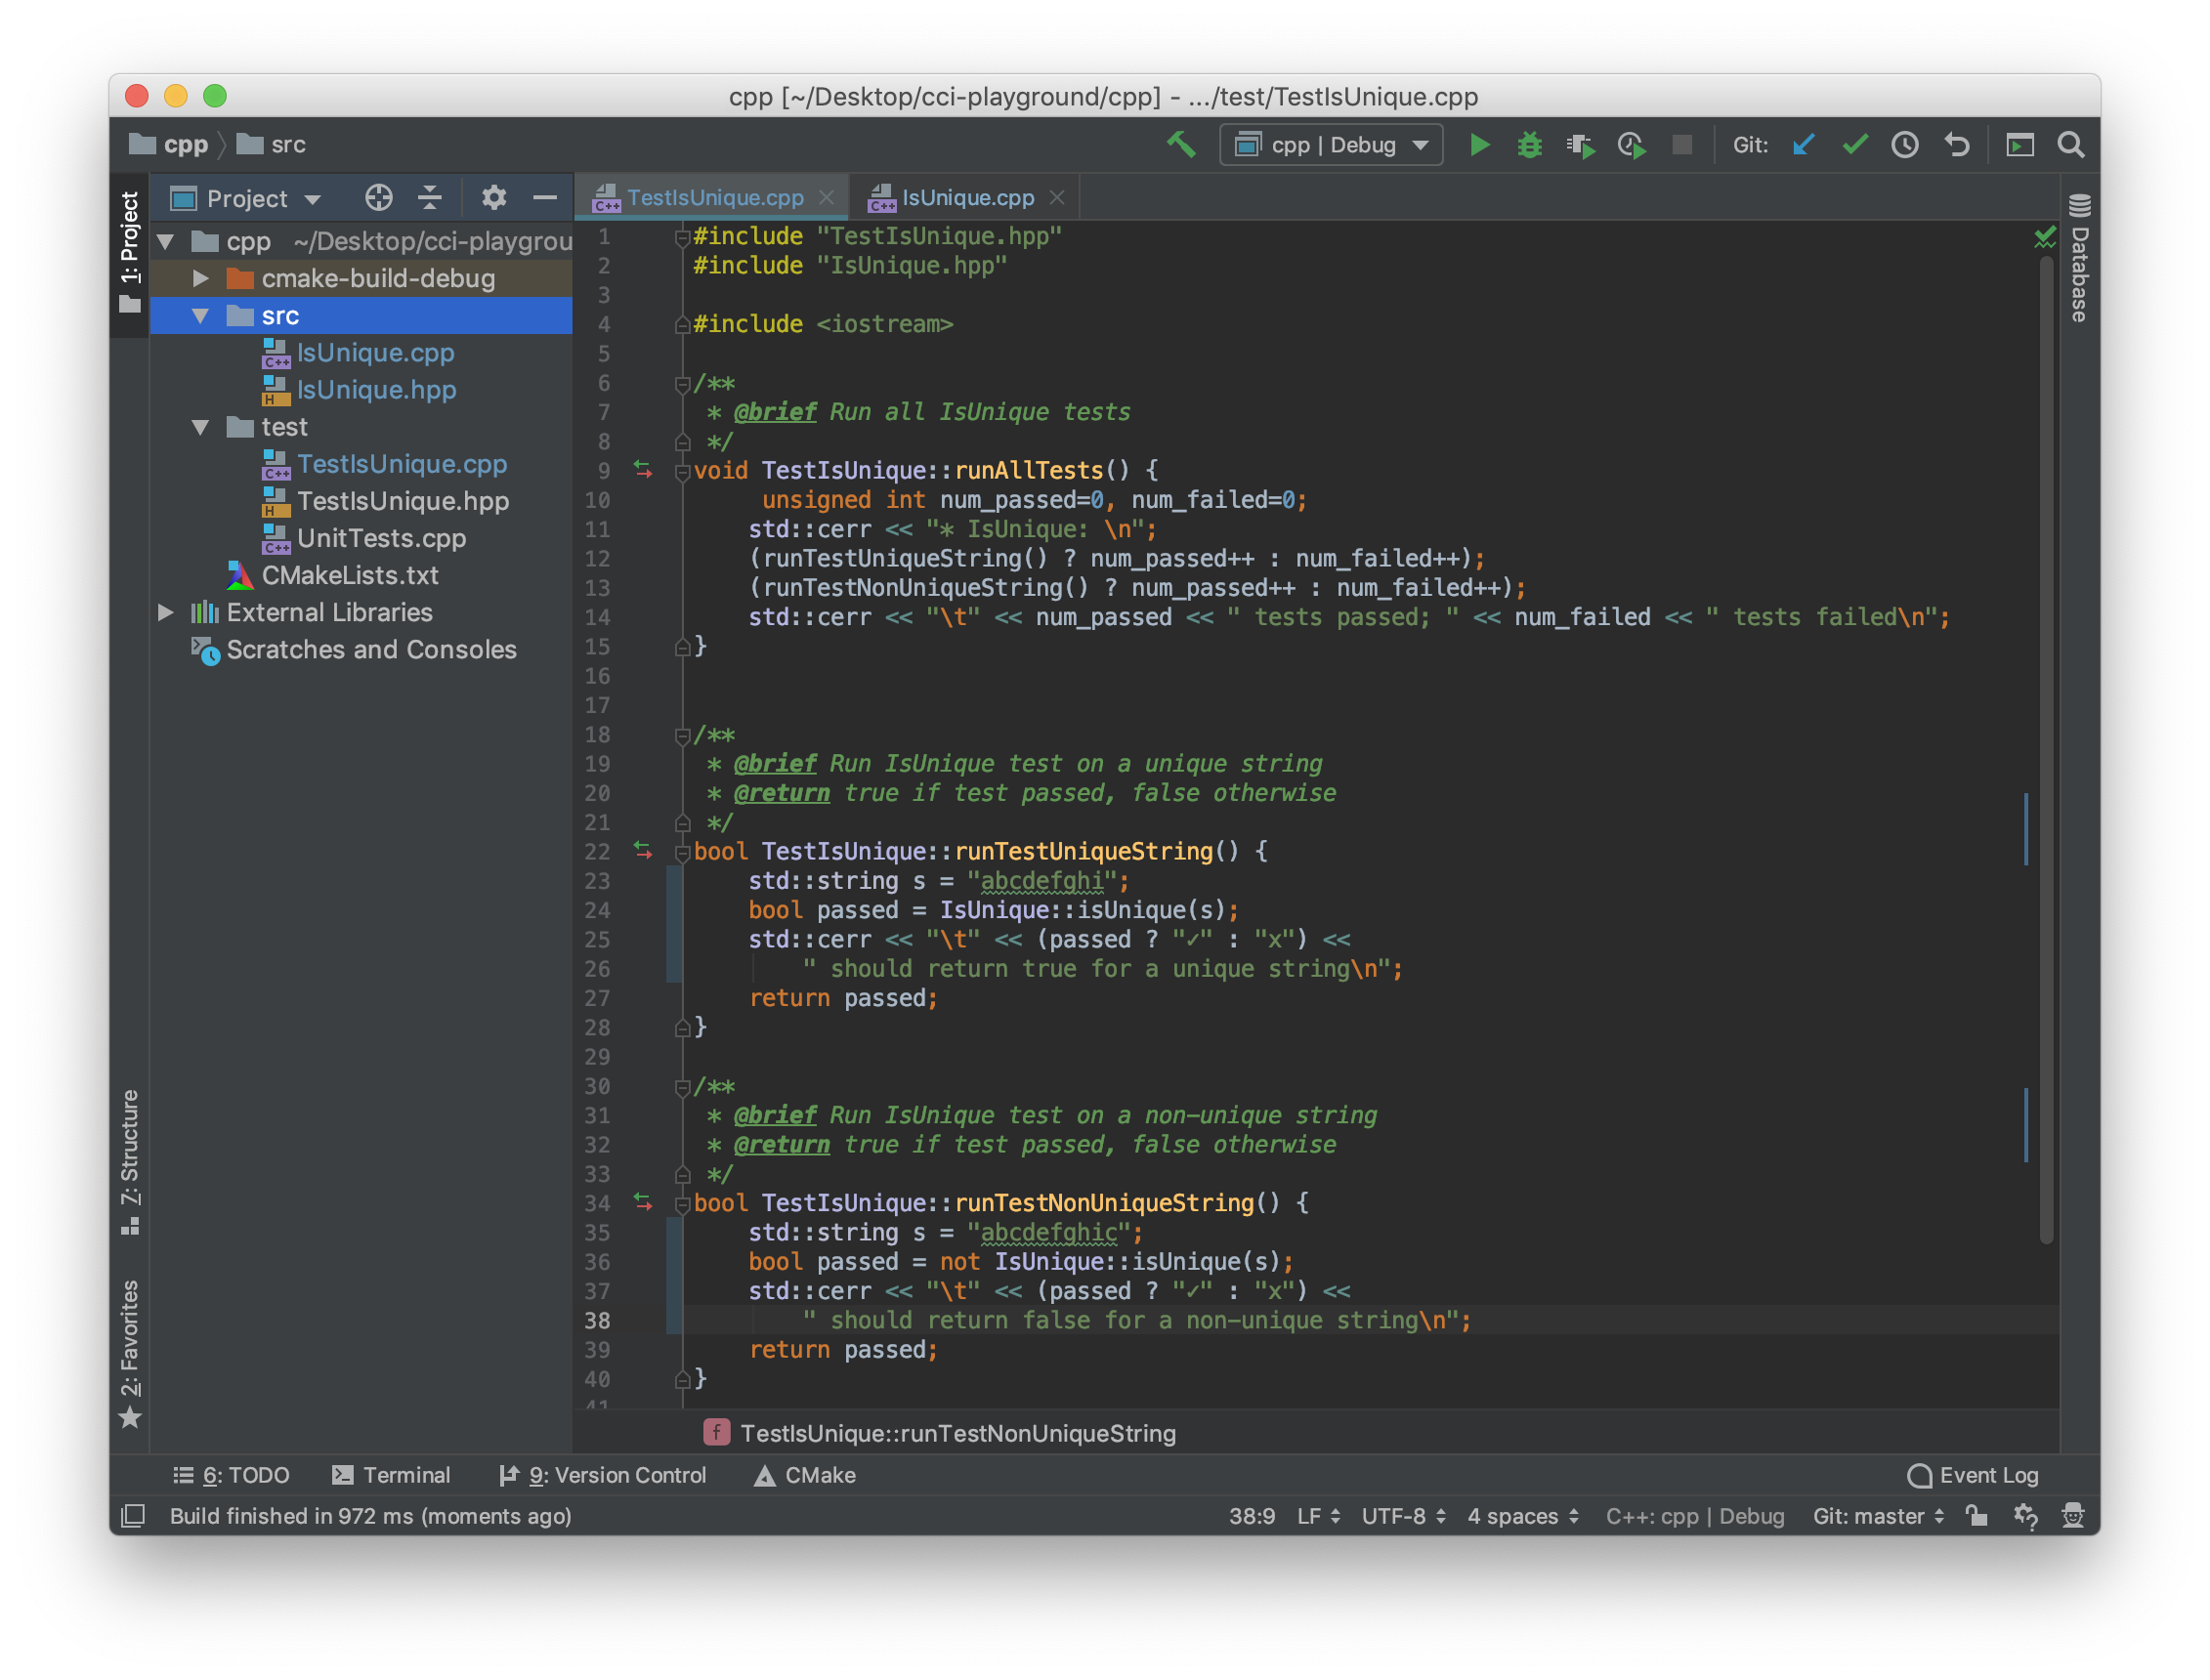 cpp [~/Desktop/cci-playground/cpp] - .../test/TestIsUnique.cpp
cpp src
cpp | Debug Git:
1: Project
Project
TestIsUnique.cpp IsUnique.cpp
Database
cpp ~/Desktop/cci-playgrou
cmake-build-debug
src
IsUnique.cpp
IsUnique.hpp
test
TestIsUnique.cpp
TestIsUnique.hpp
UnitTests.cpp
CMakeLists.txt
External Libraries
Scratches and Consoles
7: Structure
2: Favorites
1 #include "TestIsUnique.hpp"
2 #include "IsUnique.hpp"
3
4 #include <iostream>
5
6 /**
7 * @brief Run all IsUnique tests
8 */
9 void TestIsUnique::runAllTests() {
10 unsigned int num_passed=0, num_failed=0;
11 std::cerr << "* IsUnique: \n";
12 (runTestUniqueString() ? num_passed++ : num_failed++);
13 (runTestNonUniqueString() ? num_passed++ : num_failed++);
14 std::cerr << "\t" << num_passed << " tests passed; " << num_failed << " tests failed\n";
15 }
16
17
18 /**
19 * @brief Run IsUnique test on a unique string
20 * @return true if test passed, false otherwise
21 */
22 bool TestIsUnique::runTestUniqueString() {
23 std::string s = "abcdefghi";
24 bool passed = IsUnique::isUnique(s);
25 std::cerr << "\t" << (passed ? "✓" : "x") <<
26 " should return true for a unique string\n";
27 return passed;
28 }
29
30 /**
31 * @brief Run IsUnique test on a non-unique string
32 * @return true if test passed, false otherwise
33 */
34 bool TestIsUnique::runTestNonUniqueString() {
35 std::string s = "abcdefghic";
36 bool passed = not IsUnique::isUnique(s);
37 std::cerr << "\t" << (passed ? "✓" : "x") <<
38 " should return false for a non-unique string\n";
39 return passed;
40 }
41
f TestIsUnique::runTestNonUniqueString
6: TODO Terminal 9: Version Control CMake Event Log
Build finished in 972 ms (moments ago) 38:9 LF UTF-8 4 spaces C++: cpp | Debug Git: master